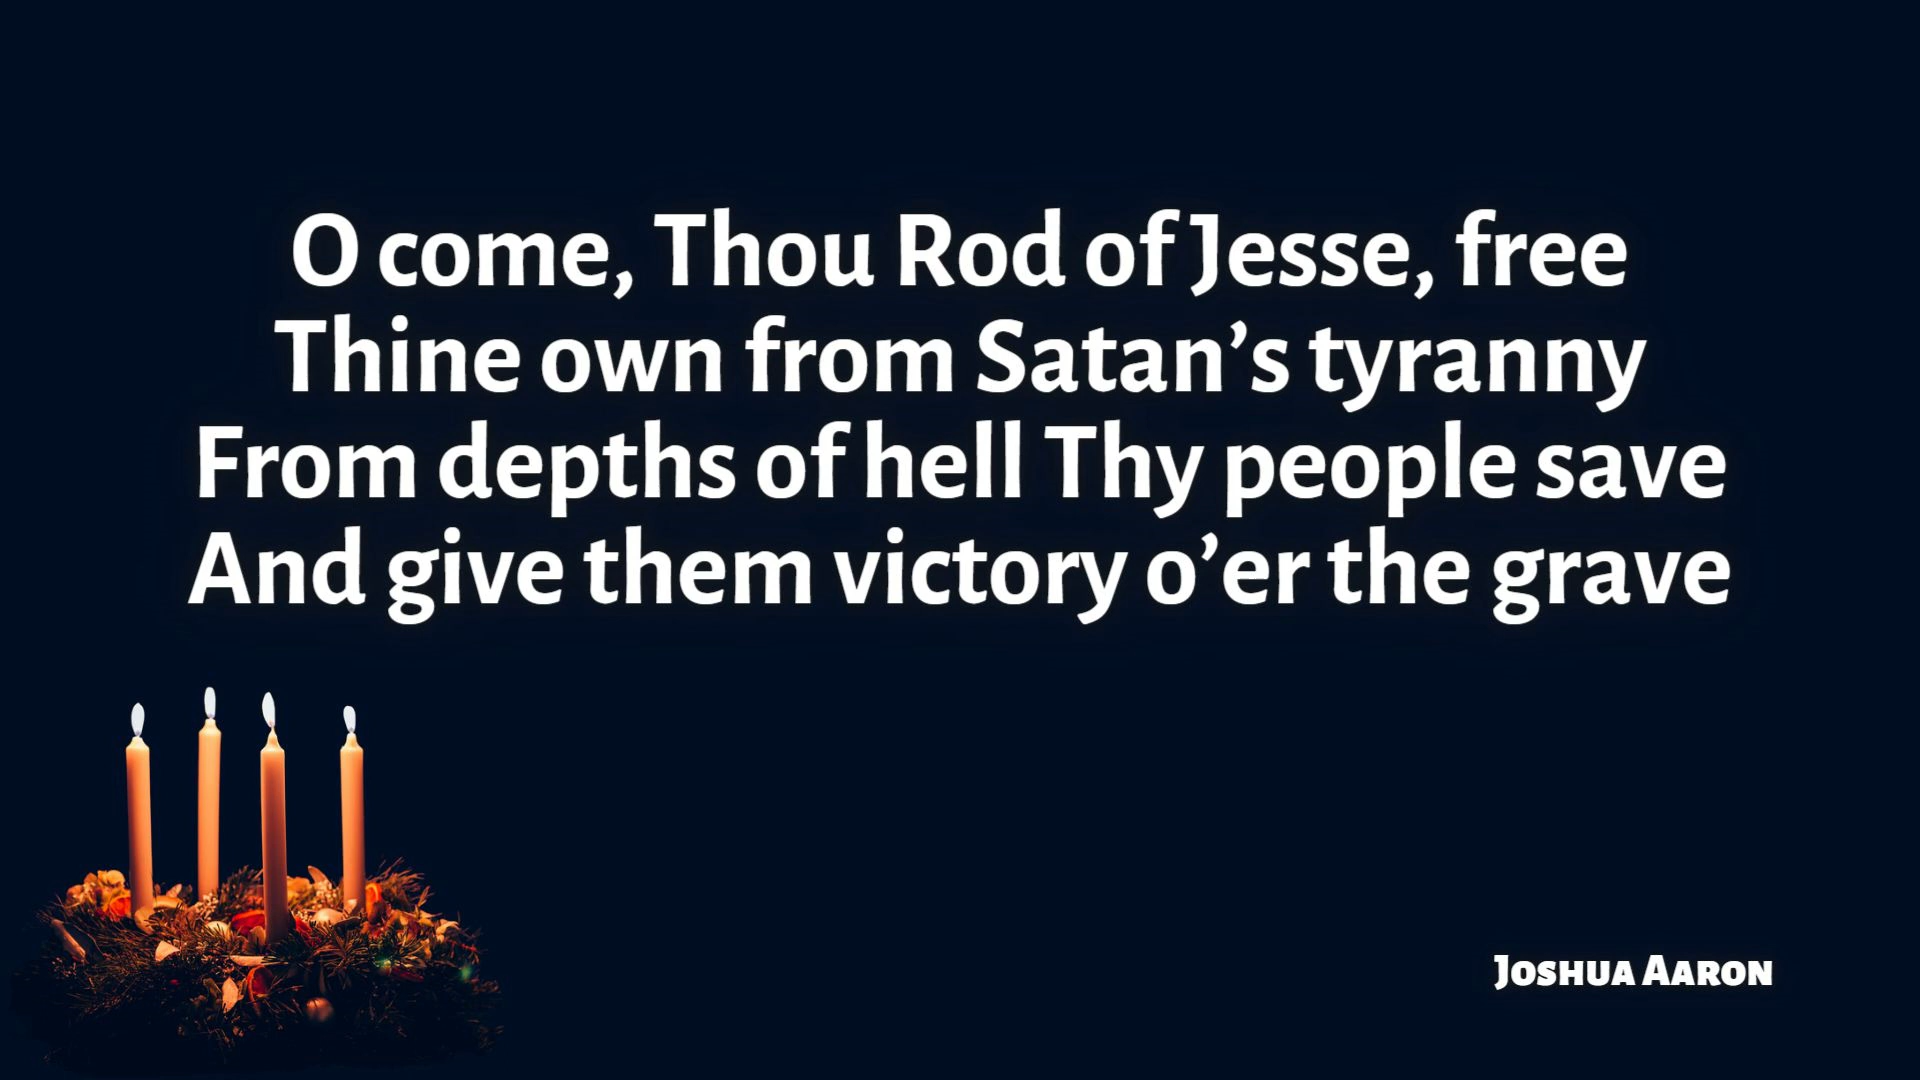 O come, Thou Rod of Jesse, free
Thine own from Satan’s tyranny
From depths of hell Thy people save
And give them victory o’er the grave
Joshua Aaron